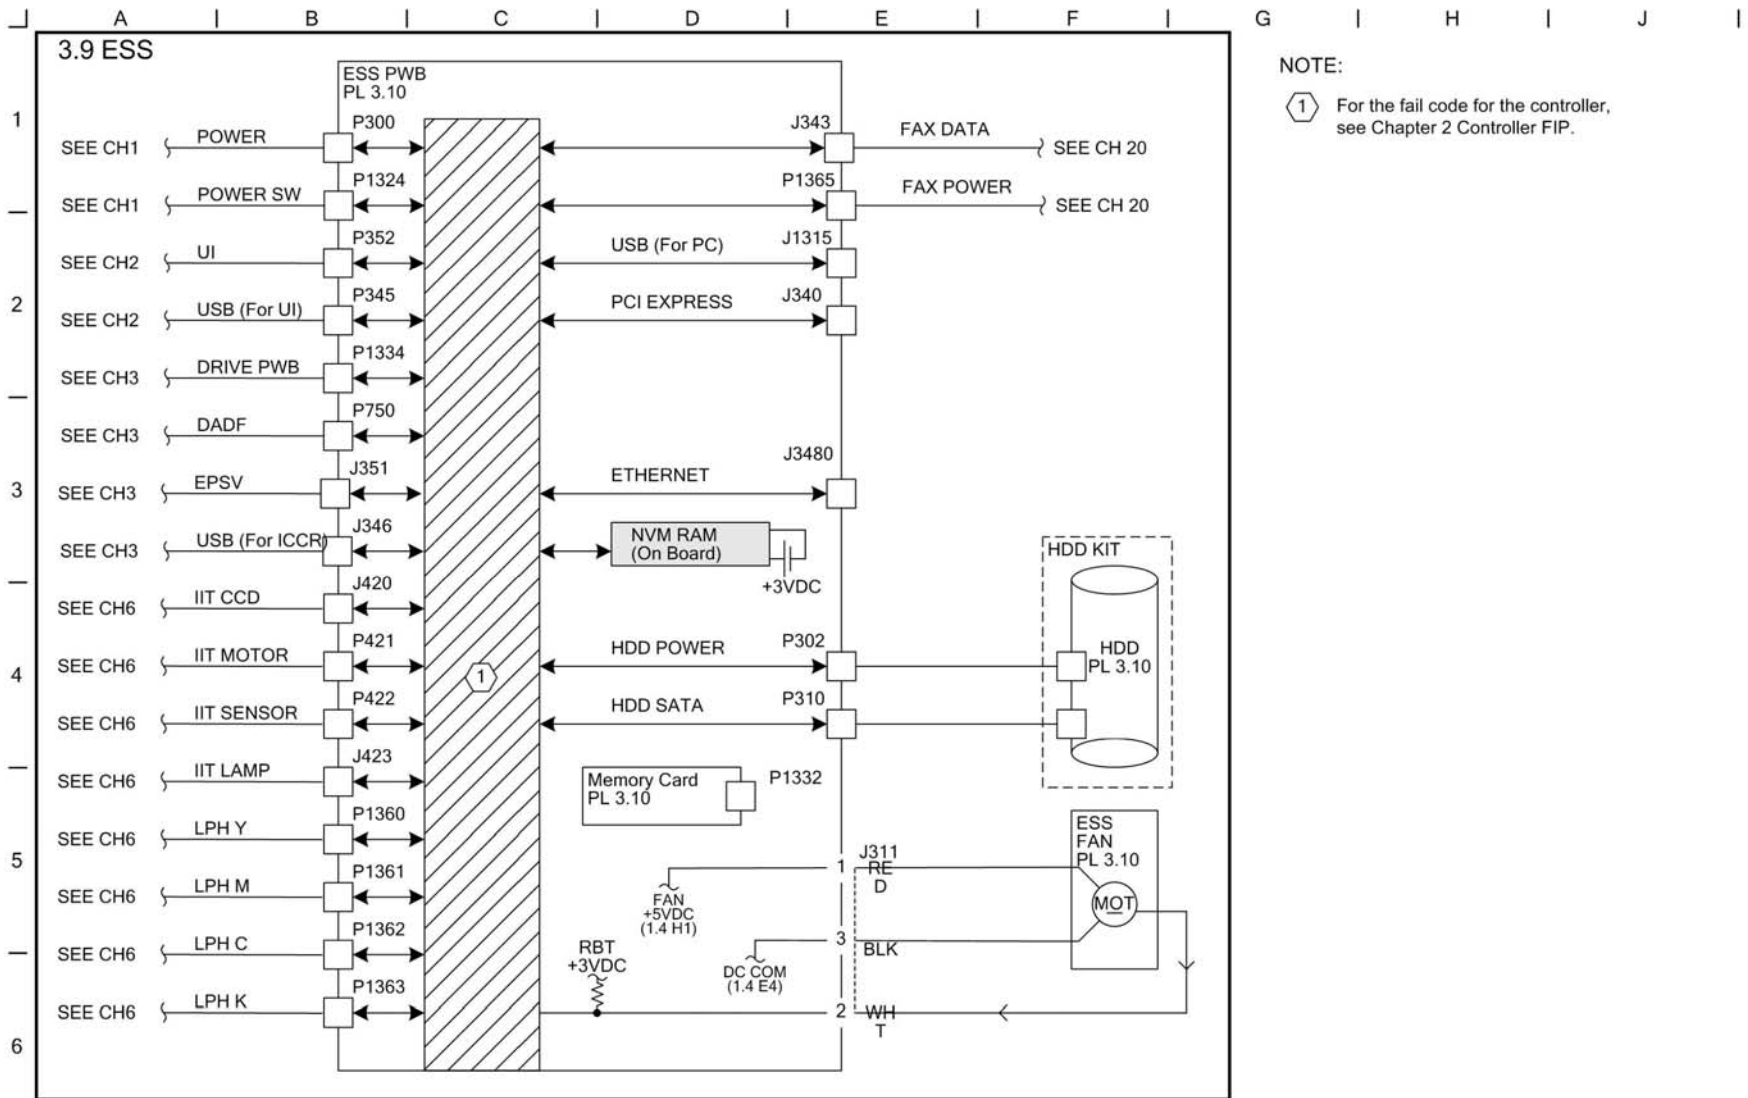 A B C D E F G H J
3.9 ESS
NOTE:
1 For the fail code for the controller,
see Chapter 2 Controller FIP.
1
2
3
4
5
6
ESS PWB
PL 3.10
SEE CH1 POWER P300
SEE CH1 POWER SW P1324
SEE CH2 UI P352
SEE CH2 USB (For UI) P345
SEE CH3 DRIVE PWB P1334
SEE CH3 DADF P750
SEE CH3 EPSV J351
SEE CH3 USB (For ICCR) J346
SEE CH6 IIT CCD J420
SEE CH6 IIT MOTOR P421
SEE CH6 IIT SENSOR P422
SEE CH6 IIT LAMP J423
SEE CH6 LPH Y P1360
SEE CH6 LPH M P1361
SEE CH6 LPH C P1362
SEE CH6 LPH K P1363
1
J343 FAX DATA SEE CH 20
P1365 FAX POWER SEE CH 20
USB (For PC) J1315
PCI EXPRESS J340
ETHERNET J3480
NVM RAM
(On Board)
+3VDC
HDD POWER P302
HDD SATA P310
HDD KIT
HDD
PL 3.10
Memory Card
PL 3.10
P1332
1 J311
RE
D
FAN
+5VDC
(1.4 H1)
3 BLK
DC COM
(1.4 E4)
RBT
+3VDC
2 WH
T
ESS
FAN
PL 3.10
MOT